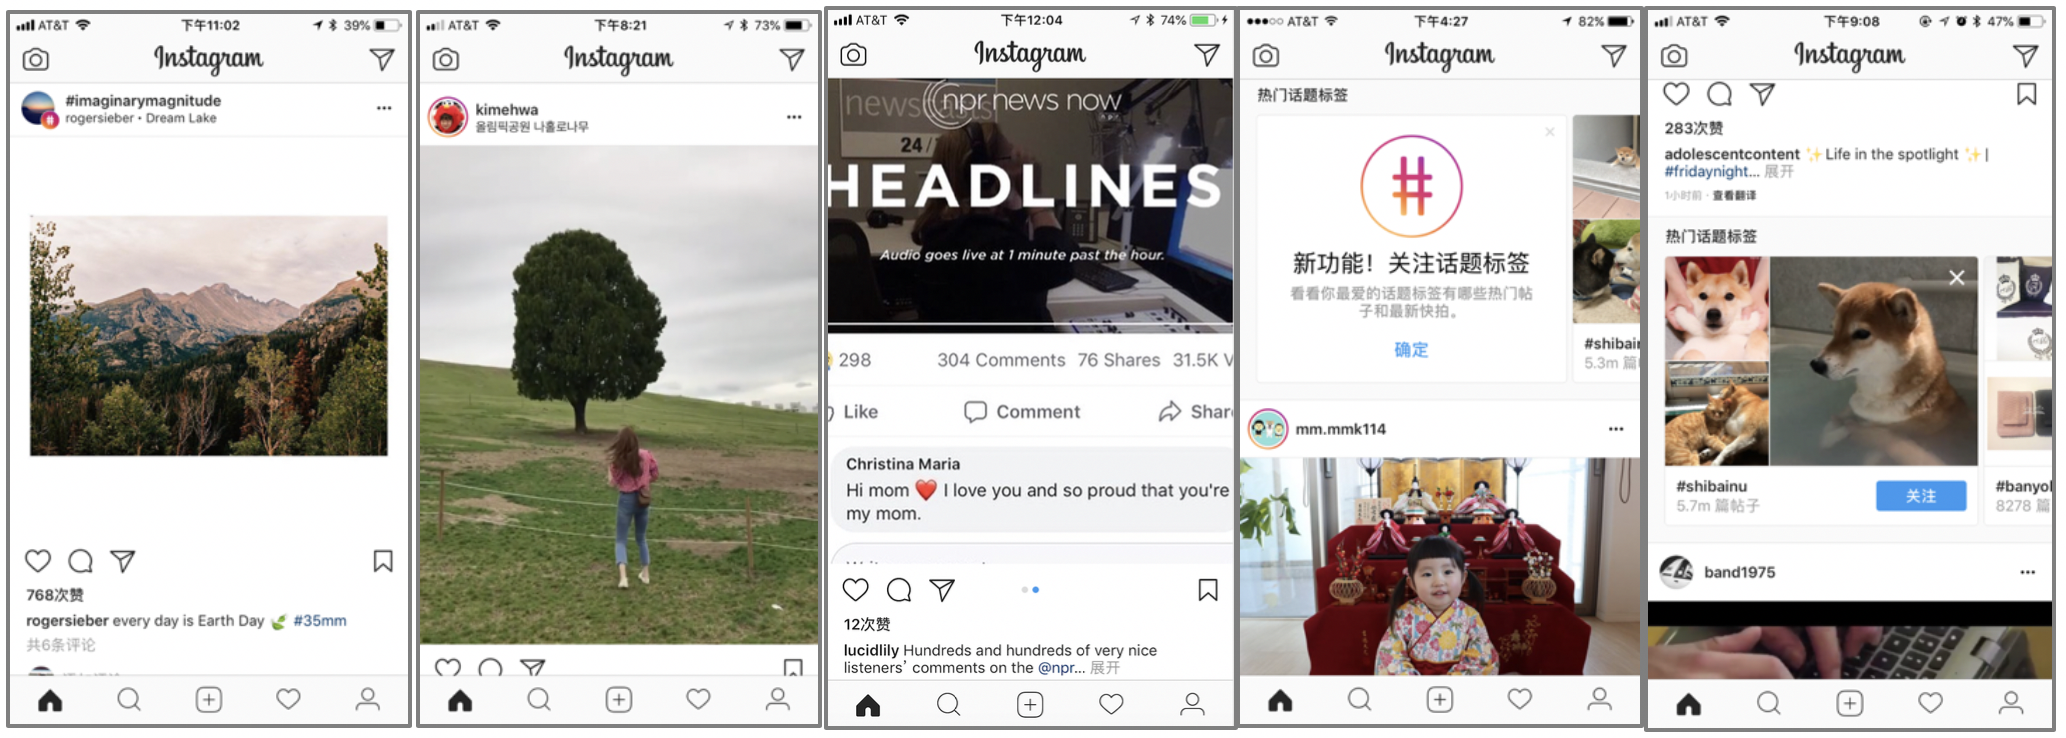 AT&T 下午11:02 39%
Instagram
#imaginarymagnitude
rogersieber • Dream Lake
768次赞
rogersieber every day is Earth Day 🍃 #35mm
共6条评论
AT&T 下午8:21 73%
Instagram
kimehwa
올림픽공원 나홀로나무
AT&T 下午12:04 74%
Instagram
newscasts
npr news now
24/
HEADLINES
Audio goes live at 1 minute past the hour.
298 304 Comments 76 Shares 31.5K V
Like Comment Shar
Christina Maria
Hi mom ❤️ I love you and so proud that you're
my mom.
12次赞
lucidlily Hundreds and hundreds of very nice
listeners' comments on the @npr... 展开
AT&T 下午4:27 82%
Instagram
热门话题标签
新功能！关注话题标签
看看你最爱的话题标签有哪些热门帖
子和最新快拍。
确定
#shibain
5.3m 篇
mm.mmk114
AT&T 下午9:08 47%
Instagram
283次赞
adolescentcontent ✨Life in the spotlight ✨ |
#fridaynight... 展开
1小时前 · 查看翻译
热门话题标签
#shibainu
5.7m 篇帖子
关注
#banyol
8278 篇
band1975